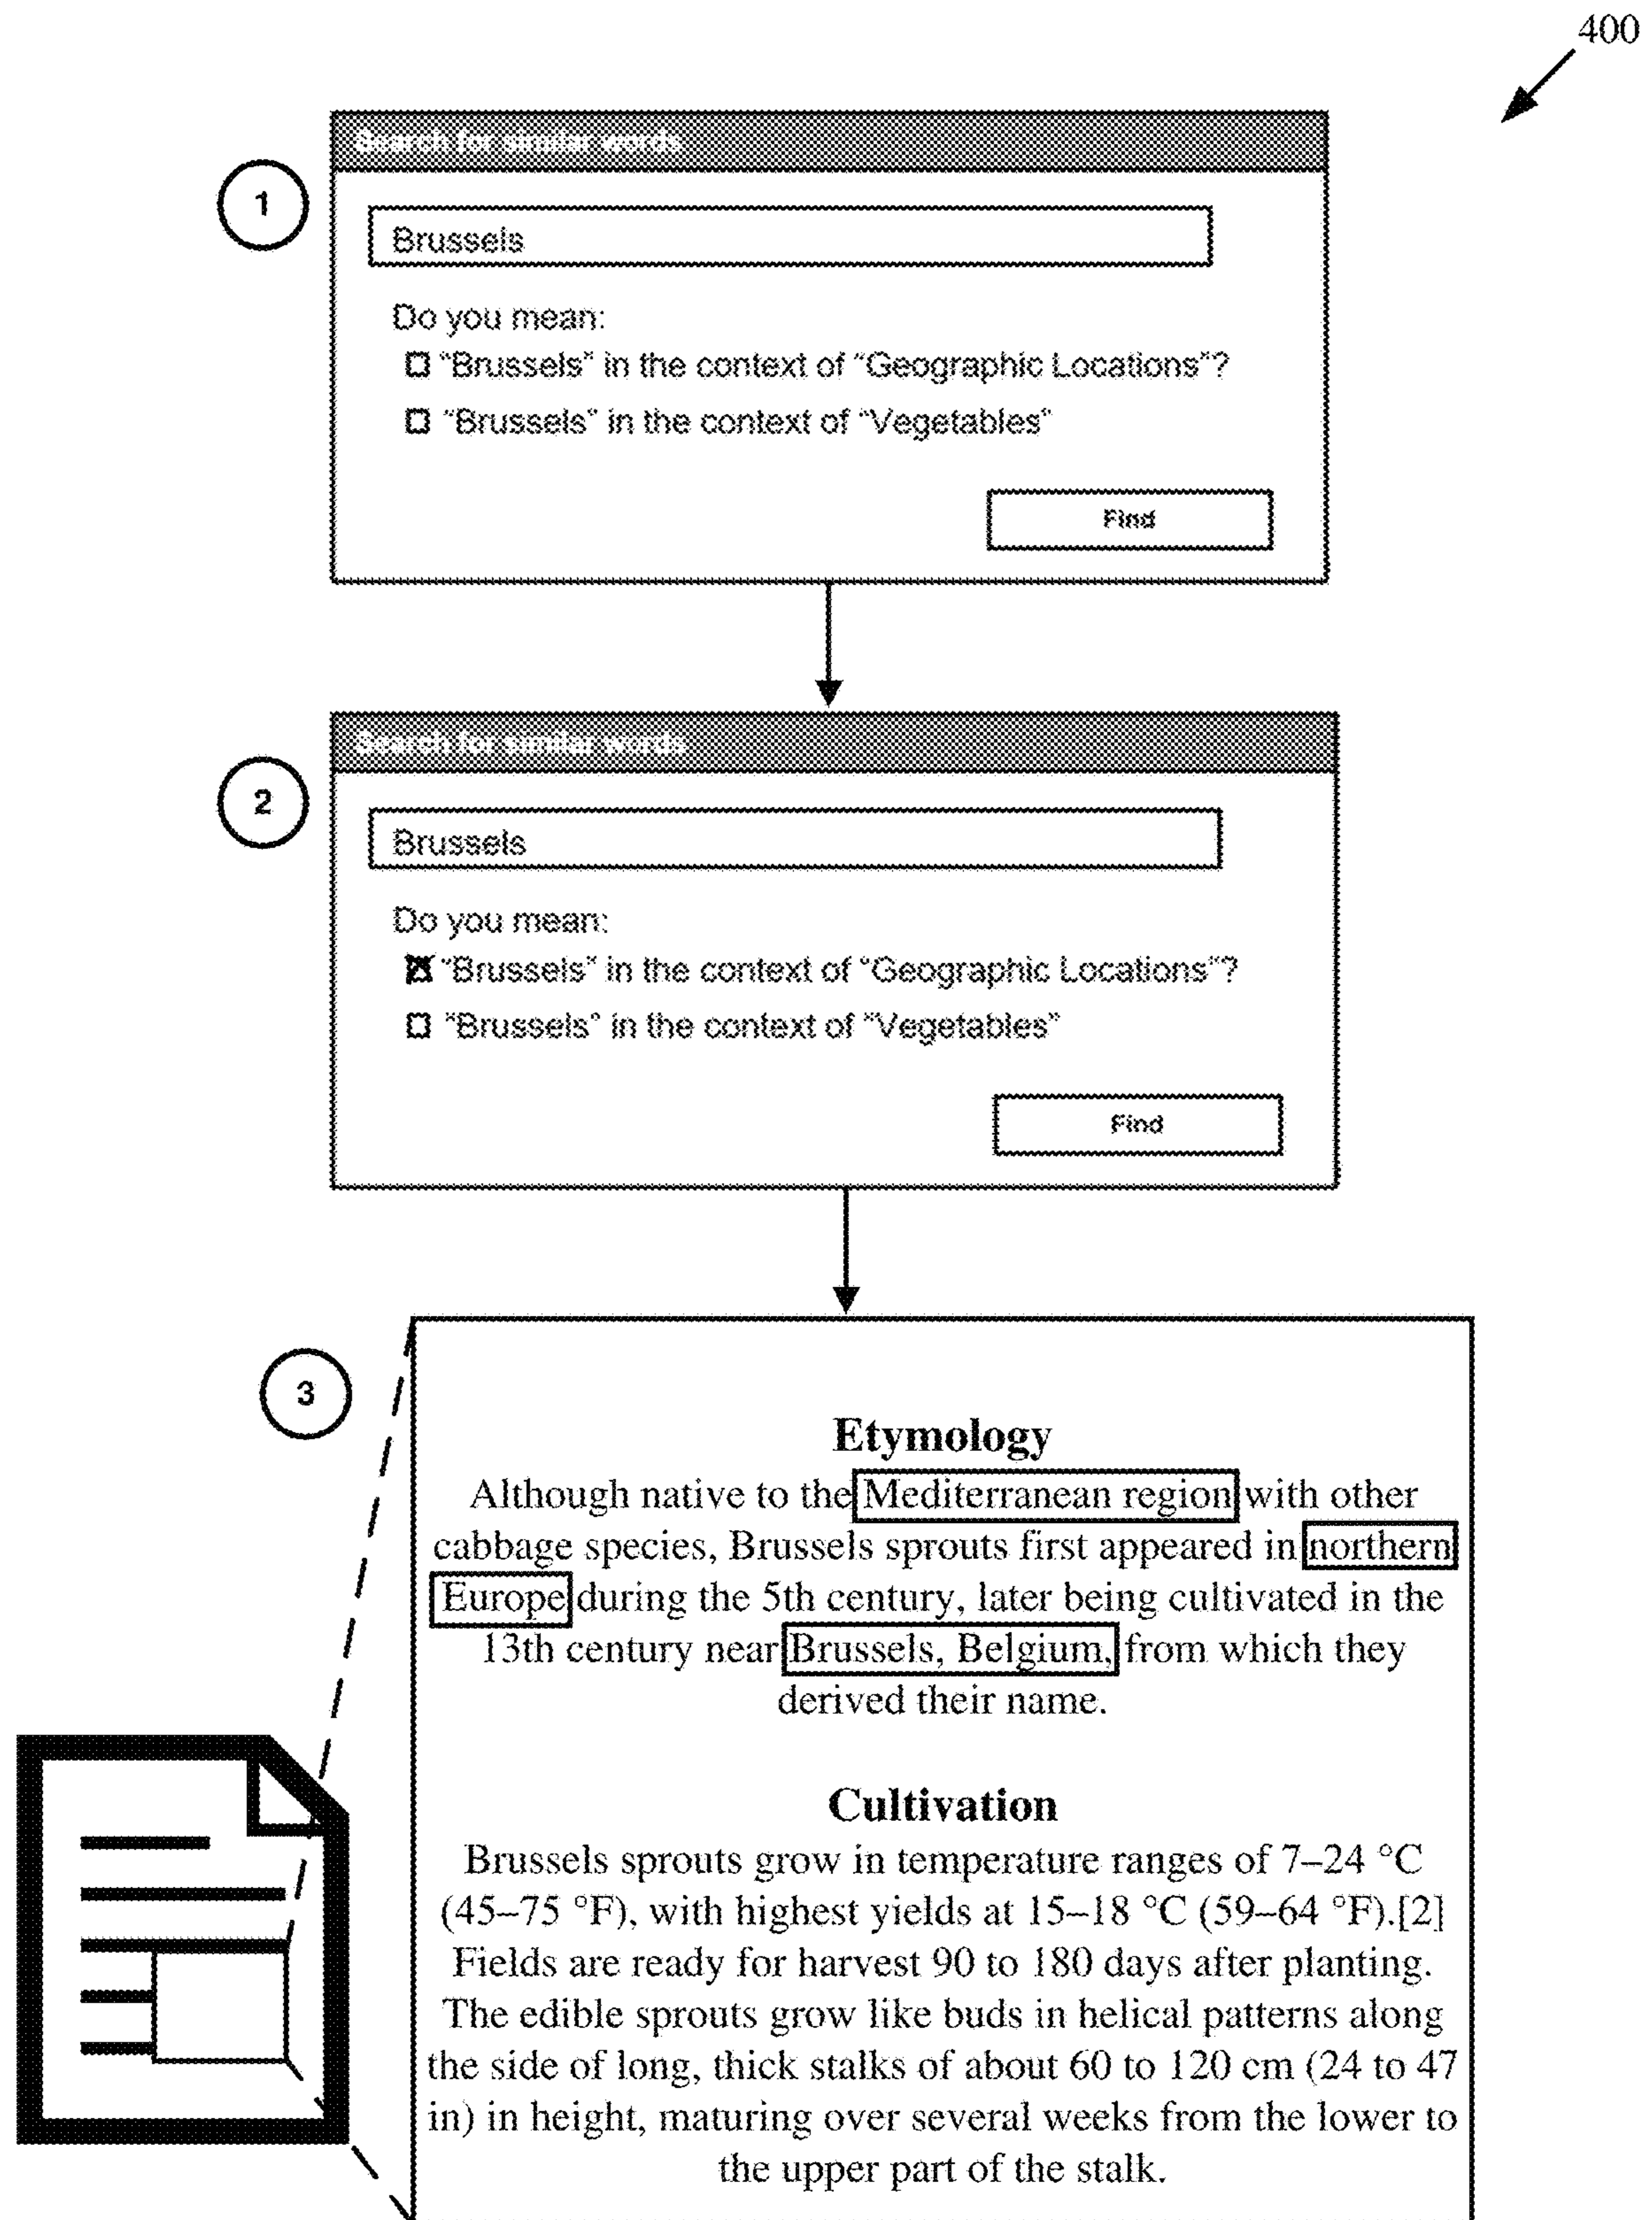 400
Search for similar words
1
Brussels
Do you mean:
"Brussels" in the context of "Geographic Locations"?
"Brussels" in the context of "Vegetables"
Find
Search for similar words
2
Brussels
Do you mean:
"Brussels" in the context of "Geographic Locations"?
"Brussels" in the context of "Vegetables"
Find
3
Etymology
Although native to the Mediterranean region with other
cabbage species, Brussels sprouts first appeared in northern
Europe during the 5th century, later being cultivated in the
13th century near Brussels, Belgium, from which they
derived their name.
Cultivation
Brussels sprouts grow in temperature ranges of 7–24 °C
(45–75 °F), with highest yields at 15–18 °C (59–64 °F).[2]
Fields are ready for harvest 90 to 180 days after planting.
The edible sprouts grow like buds in helical patterns along
the side of long, thick stalks of about 60 to 120 cm (24 to 47
in) in height, maturing over several weeks from the lower to
the upper part of the stalk.